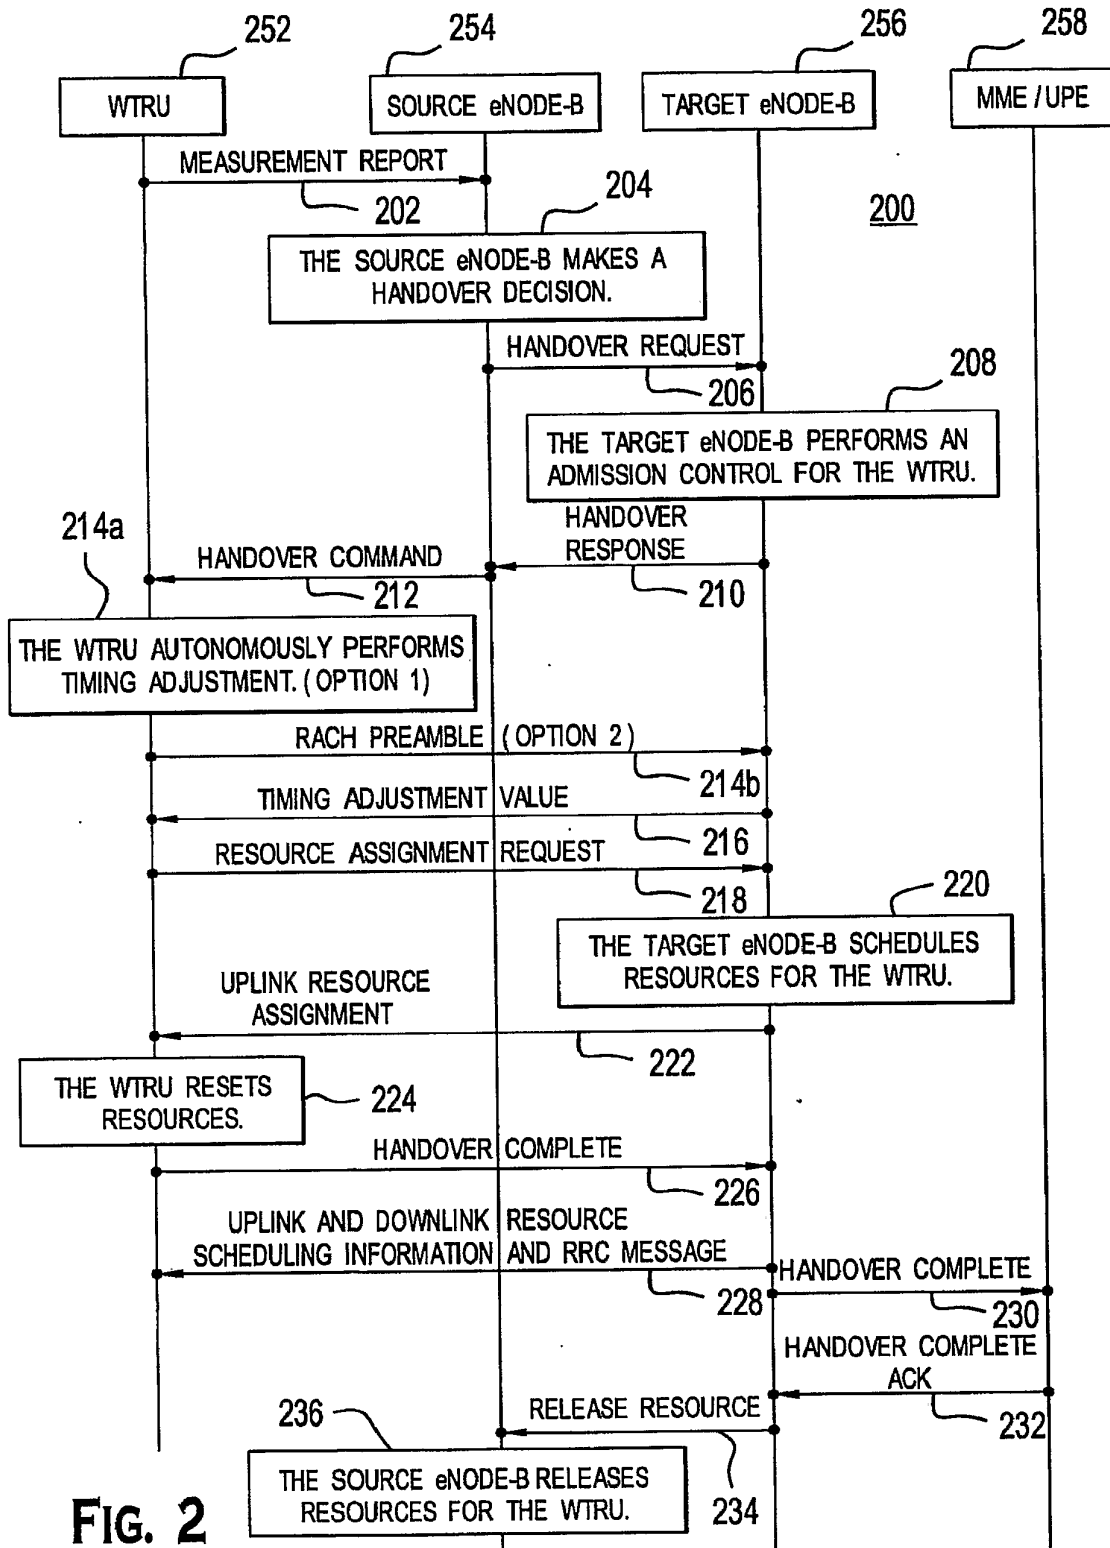 252
254
256
258
WTRU
SOURCE eNODE-B
TARGET eNODE-B
MME / UPE
MEASUREMENT REPORT
202
204
200
THE SOURCE eNODE-B MAKES A
HANDOVER DECISION.
HANDOVER REQUEST
206
208
THE TARGET eNODE-B PERFORMS AN
ADMISSION CONTROL FOR THE WTRU.
HANDOVER
RESPONSE
210
214a
HANDOVER COMMAND
212
THE WTRU AUTONOMOUSLY PERFORMS
TIMING ADJUSTMENT. ( OPTION 1 )
RACH PREAMBLE ( OPTION 2 )
214b
TIMING ADJUSTMENT VALUE
216
RESOURCE ASSIGNMENT REQUEST
218
220
THE TARGET eNODE-B SCHEDULES
RESOURCES FOR THE WTRU.
UPLINK RESOURCE
ASSIGNMENT
222
THE WTRU RESETS
RESOURCES.
224
HANDOVER COMPLETE
226
UPLINK AND DOWNLINK RESOURCE
SCHEDULING INFORMATION AND RRC MESSAGE
228
HANDOVER COMPLETE
230
HANDOVER COMPLETE
ACK
232
RELEASE RESOURCE
234
236
THE SOURCE eNODE-B RELEASES
RESOURCES FOR THE WTRU.
FIG. 2